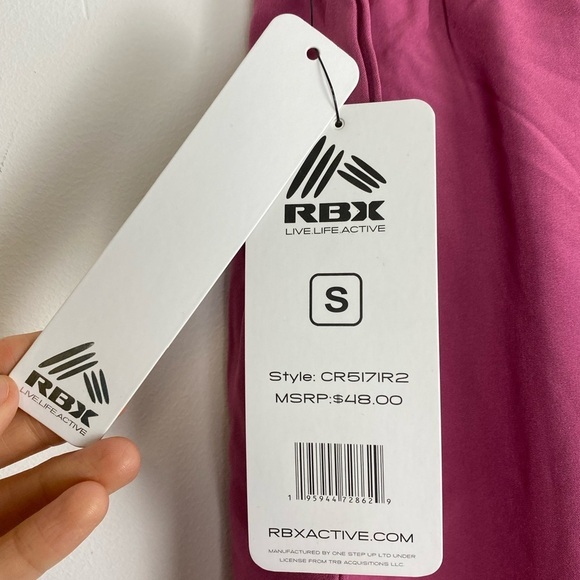 RBX
LIVE.LIFE.ACTIVE
S
Style: CR5171R2
MSRP:$48.00
1 95944 72862 9
RBXACTIVE.COM
MANUFACTURED BY ONE STEP UP LTD UNDER
LICENSE FROM TRB ACQUISITIONS LLC.
RBX
LIVE.LIFE.ACTIVE